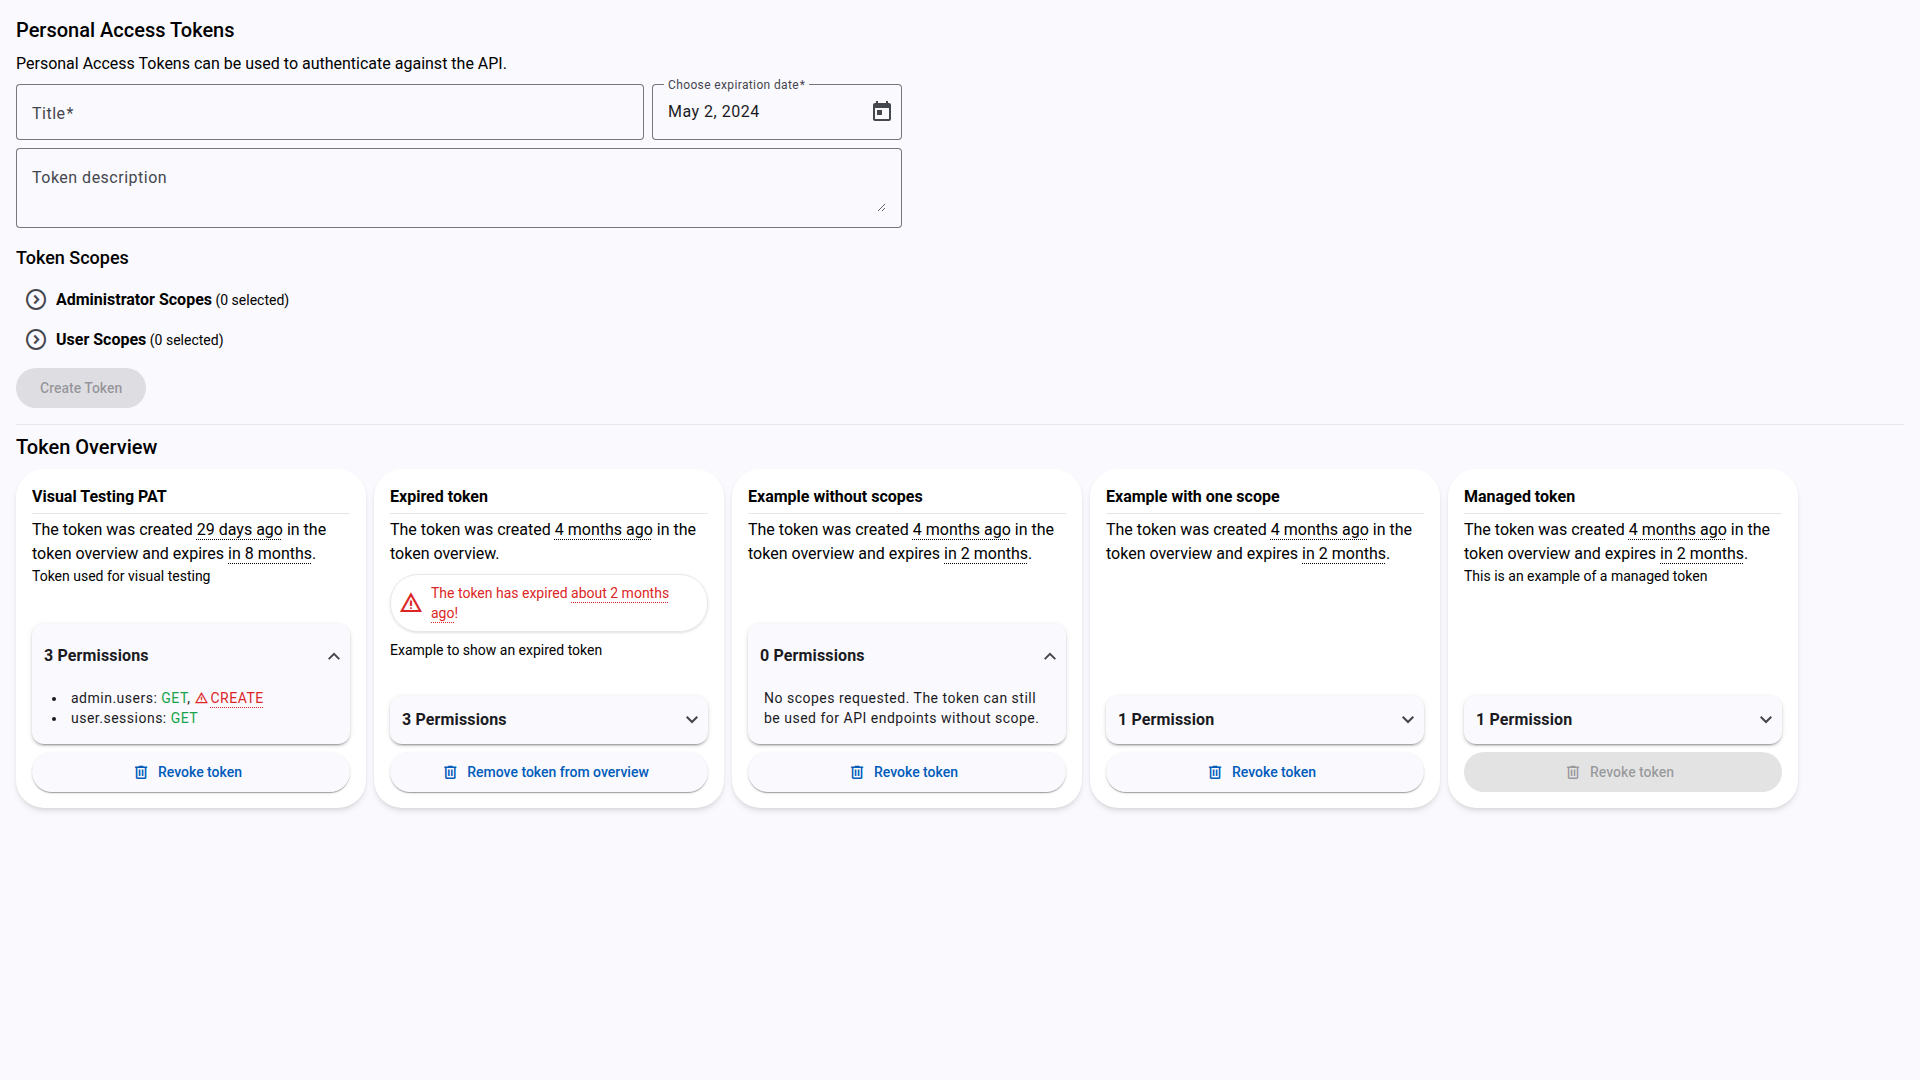 Personal Access Tokens
Personal Access Tokens can be used to authenticate against the API.
Title*
Choose expiration date*
May 2, 2024
Token description
Token Scopes
Administrator Scopes (0 selected)
User Scopes (0 selected)
Create Token
Token Overview
Visual Testing PAT
The token was created 29 days ago in the
token overview and expires in 8 months.
Token used for visual testing
3 Permissions
• admin.users: GET, CREATE
• user.sessions: GET
Revoke token
Expired token
The token was created 4 months ago in the
token overview.
The token has expired about 2 months
ago!
Example to show an expired token
3 Permissions
Remove token from overview
Example without scopes
The token was created 4 months ago in the
token overview and expires in 2 months.
0 Permissions
No scopes requested. The token can still
be used for API endpoints without scope.
Revoke token
Example with one scope
The token was created 4 months ago in the
token overview and expires in 2 months.
1 Permission
Revoke token
Managed token
The token was created 4 months ago in the
token overview and expires in 2 months.
This is an example of a managed token
1 Permission
Revoke token